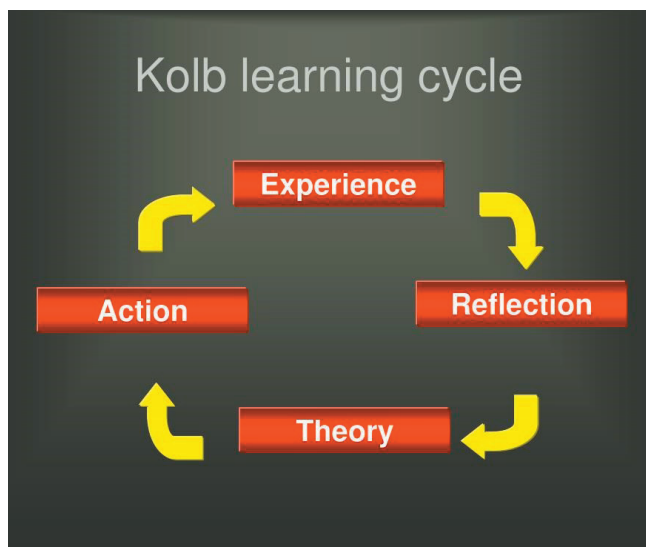 Kolb learning cycle
Experience
Reflection
Theory
Action